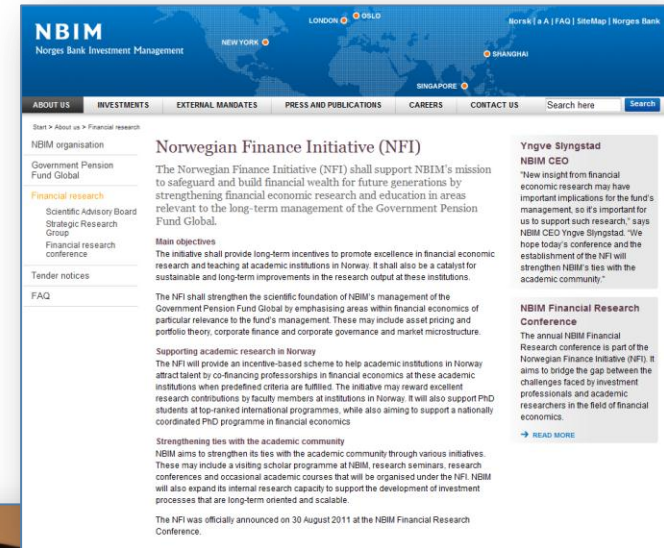 NBIM
Norges Bank Investment Management
LONDON
OSLO
NEW YORK
SHANGHAI
SINGAPORE
Norsk | a A | FAQ | SiteMap | Norges Bank
ABOUT US INVESTMENTS EXTERNAL MANDATES PRESS AND PUBLICATIONS CAREERS CONTACT US Search here Search
Start > About us > Financial research
NBIM organisation
Government Pension
Fund Global
Financial research
Scientific Advisory Board
Strategic Research
Group
Financial research
conference
Tender notices
FAQ
Norwegian Finance Initiative (NFI)
The Norwegian Finance Initiative (NFI) shall support NBIM's mission
to safeguard and build financial wealth for future generations by
strengthening financial economic research and education in areas
relevant to the long-term management of the Government Pension
Fund Global.
Main objectives
The initiative shall provide long-term incentives to promote excellence in financial economic
research and teaching at academic institutions in Norway. It shall also be a catalyst for
sustainable and long-term improvements in the research output at these institutions.
The NFI shall strengthen the scientific foundation of NBIM's management of the
Government Pension Fund Global by emphasising areas within financial economics of
particular relevance to the fund's management. These may include asset pricing and
portfolio theory, corporate finance and corporate governance and market microstructure.
Supporting academic research in Norway
The NFI will provide an incentive-based scheme to help academic institutions in Norway
attract talent by co-financing professorships in financial economics at these academic
institutions when predefined criteria are fulfilled. The initiative may reward excellent
research contributions by faculty members at institutions in Norway. It will also support PhD
students at top-ranked international programmes, while also aiming to support a nationally
coordinated PhD programme in financial economics
Strengthening ties with the academic community
NBIM aims to strengthen its ties with the academic community through various initiatives.
These may include a visiting scholar programme at NBIM, research seminars, research
conferences and occasional academic courses that will be organised under the NFI. NBIM
will also expand its internal research capacity to support the development of investment
processes that are long-term oriented and scalable.
The NFI was officially announced on 30 August 2011 at the NBIM Financial Research
Conference.
Yngve Slyngstad
NBIM CEO
"New insight from financial
economic research may have
important implications for the fund's
management, so it's important for
us to support such research," says
NBIM CEO Yngve Slyngstad. "We
hope today's conference and the
establishment of the NFI will
strengthen NBIM's ties with the
academic community."
NBIM Financial Research
Conference
The annual NBIM Financial
Research conference is part of the
Norwegian Finance Initiative (NFI). It
aims to bridge the gap between the
challenges faced by investment
professionals and academic
researchers in the field of financial
economics.
→ READ MORE